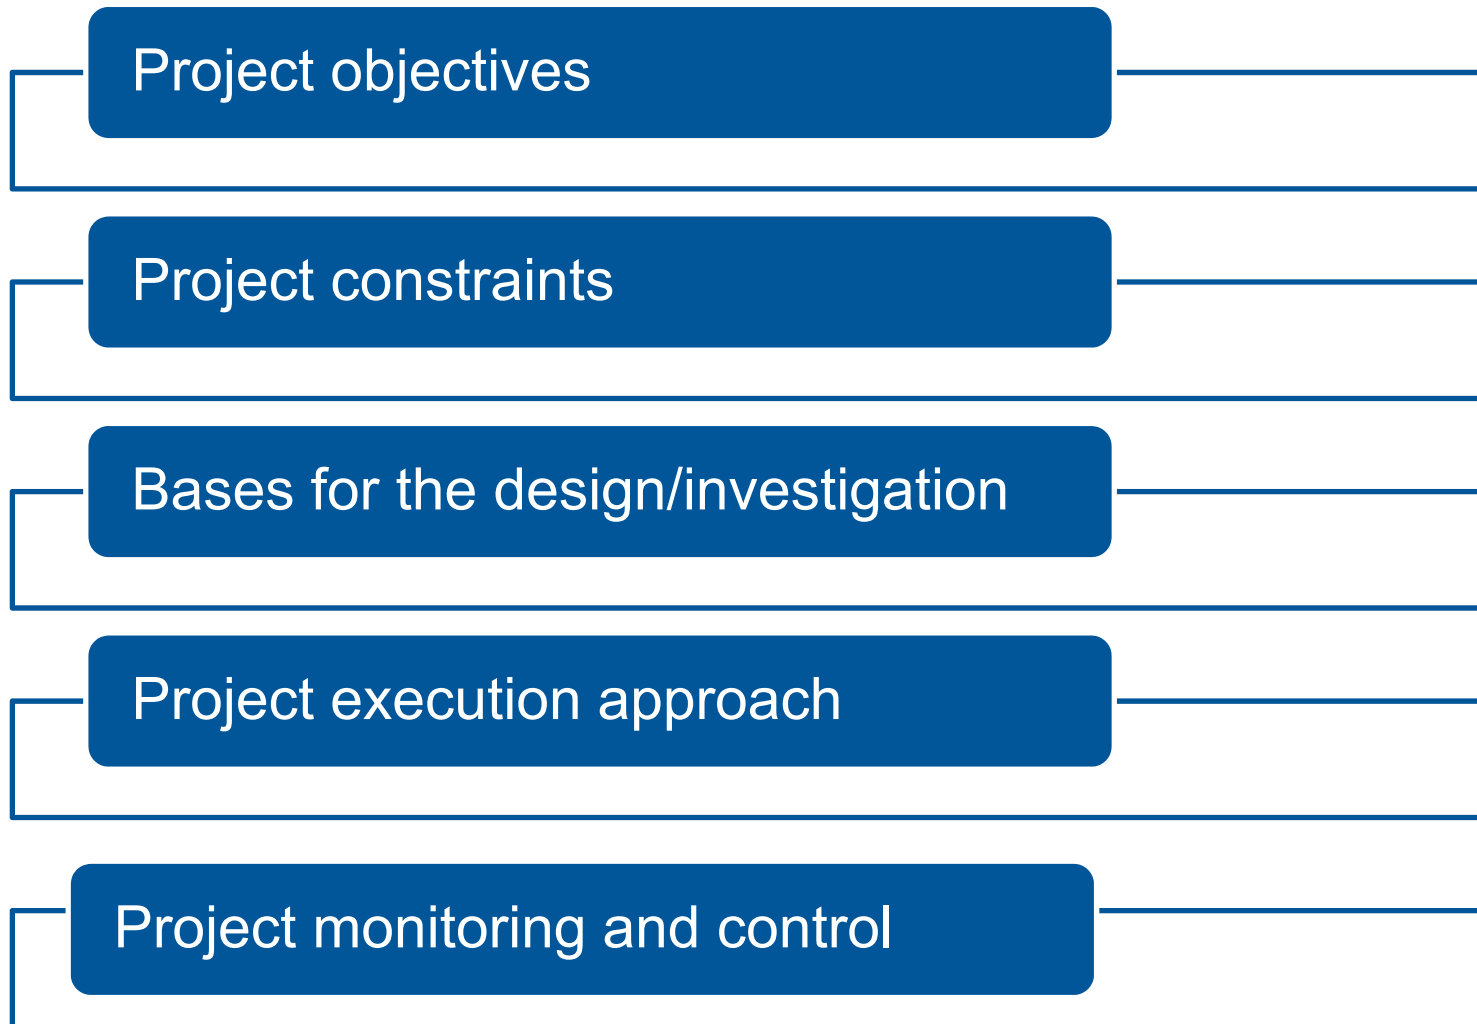 Project objectives
Project constraints
Bases for the design/investigation
Project execution approach
Project monitoring and control